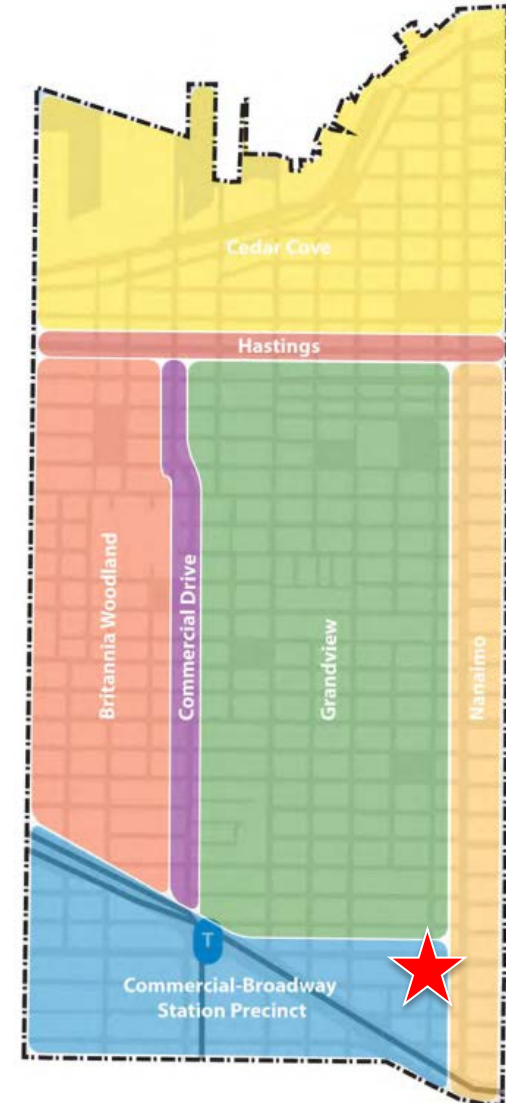 Cedar Cove
Hastings
Britannia Woodland
Commercial Drive
Grandview
Nanaimo
T
Commercial-Broadway
Station Precinct